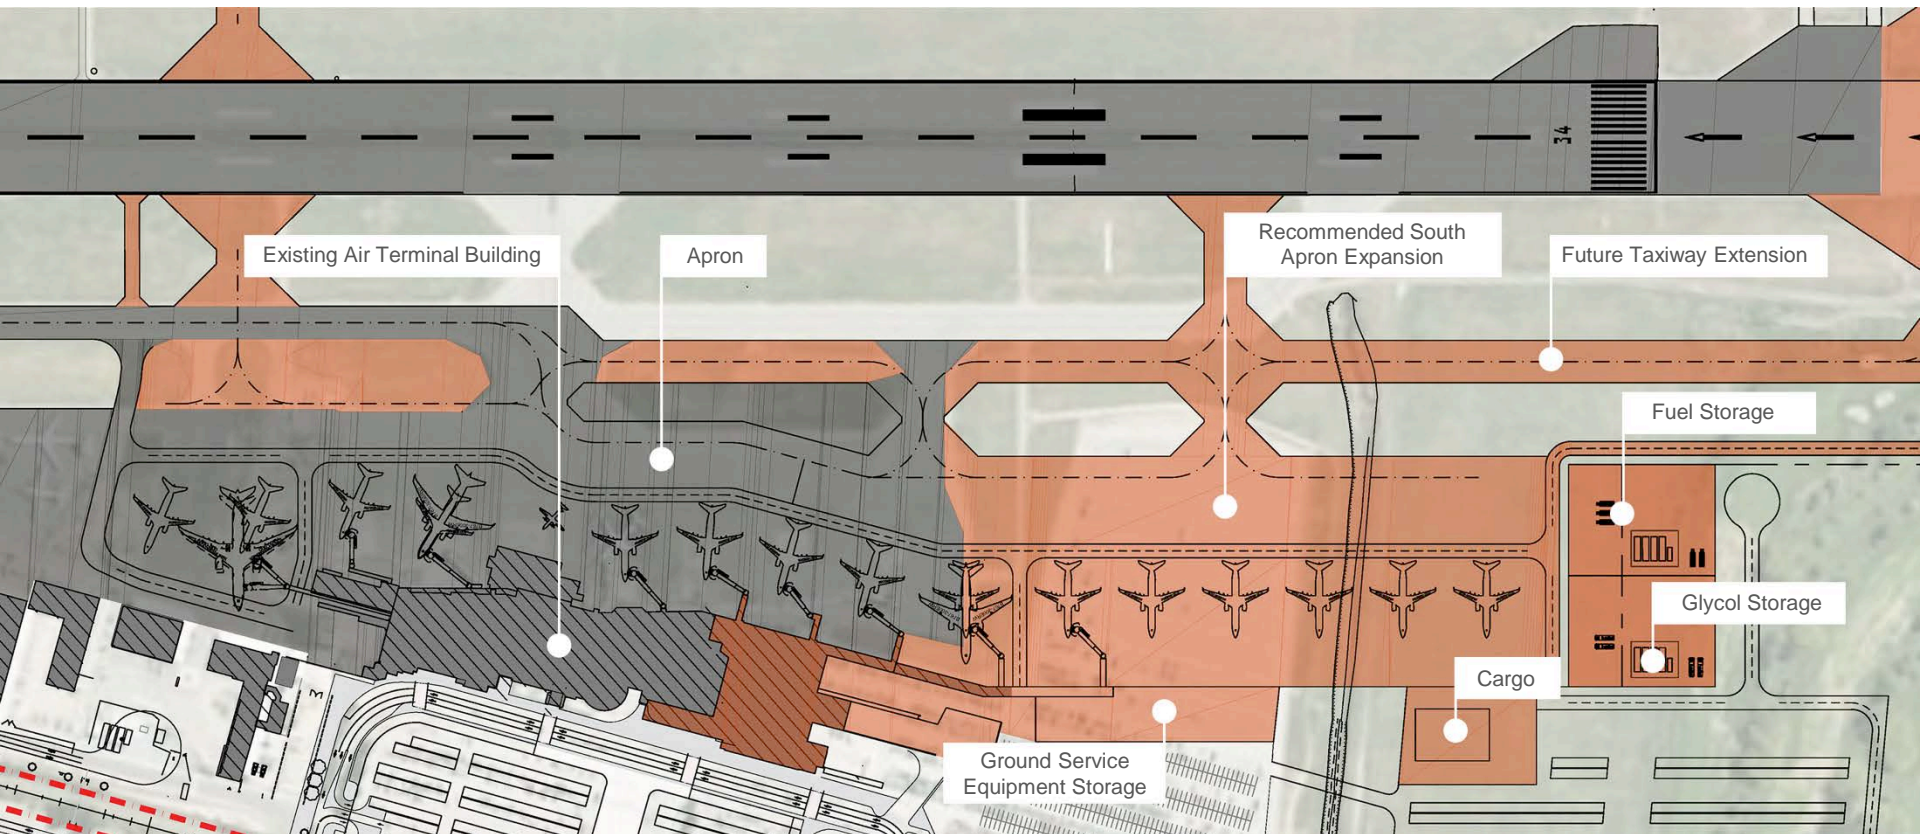 34
Existing Air Terminal Building
Apron
Recommended South
Apron Expansion
Future Taxiway Extension
Fuel Storage
Glycol Storage
Cargo
Ground Service
Equipment Storage